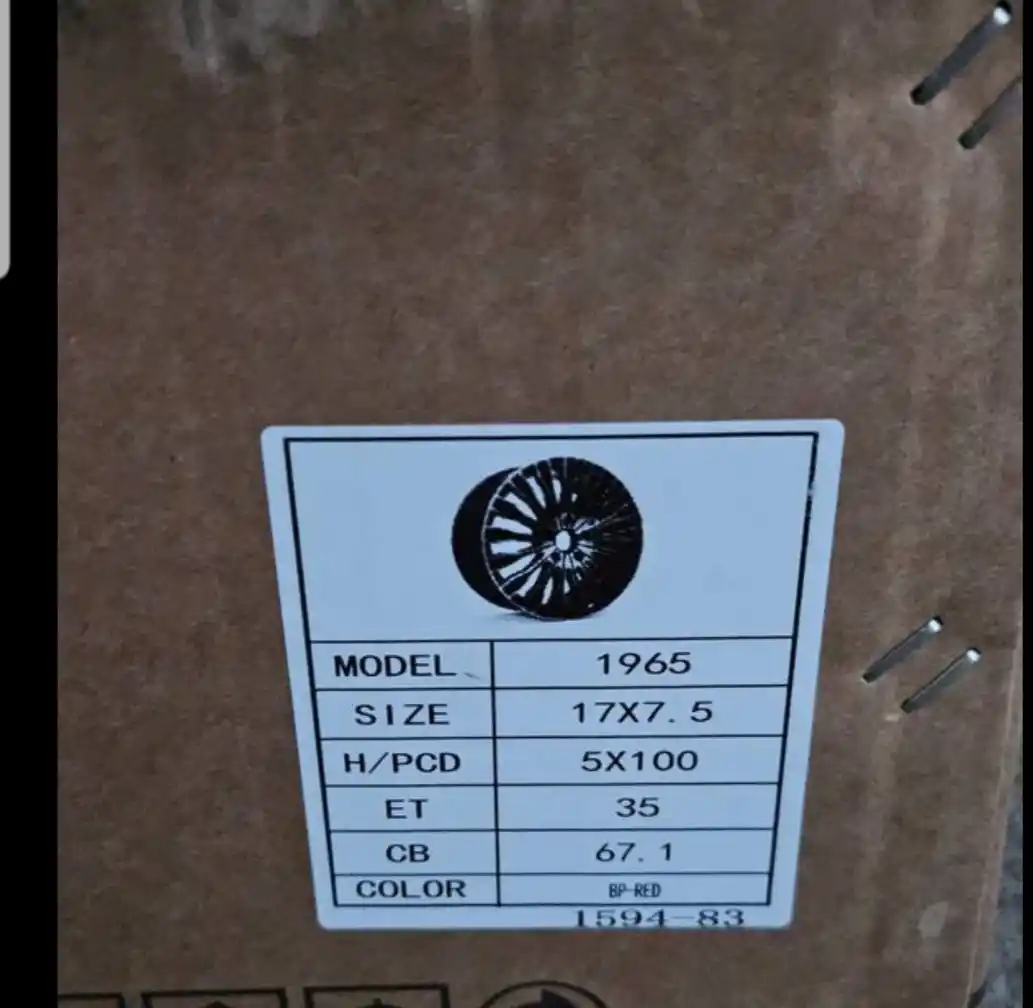 MODEL 1965
SIZE 17X7.5
H/PCD 5X100
ET 35
CB 67.1
COLOR BP-RED
1594-83